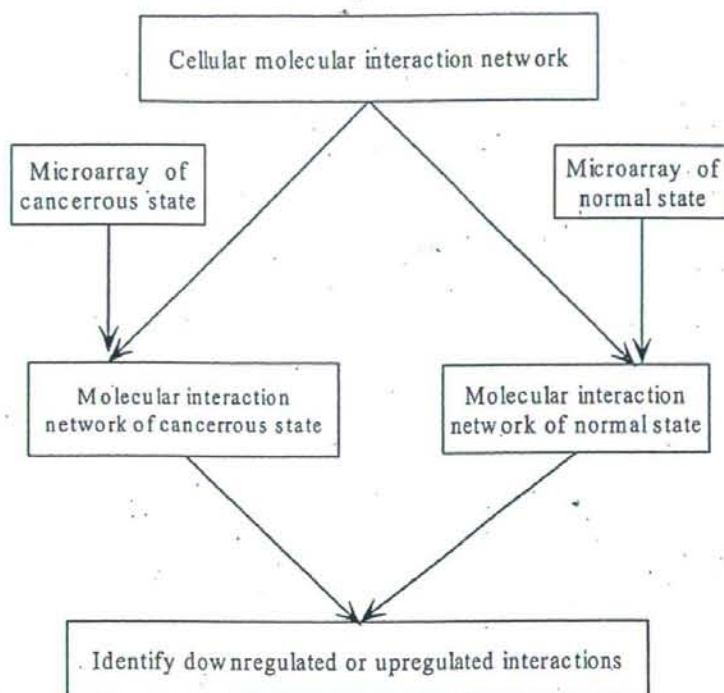 Cellular molecular interaction network
Microarray of
cancerrous state
Microarray of
normal state
Molecular interaction
network of cancerrous state
Molecular interaction
network of normal state
Identify downregulated or upregulated interactions